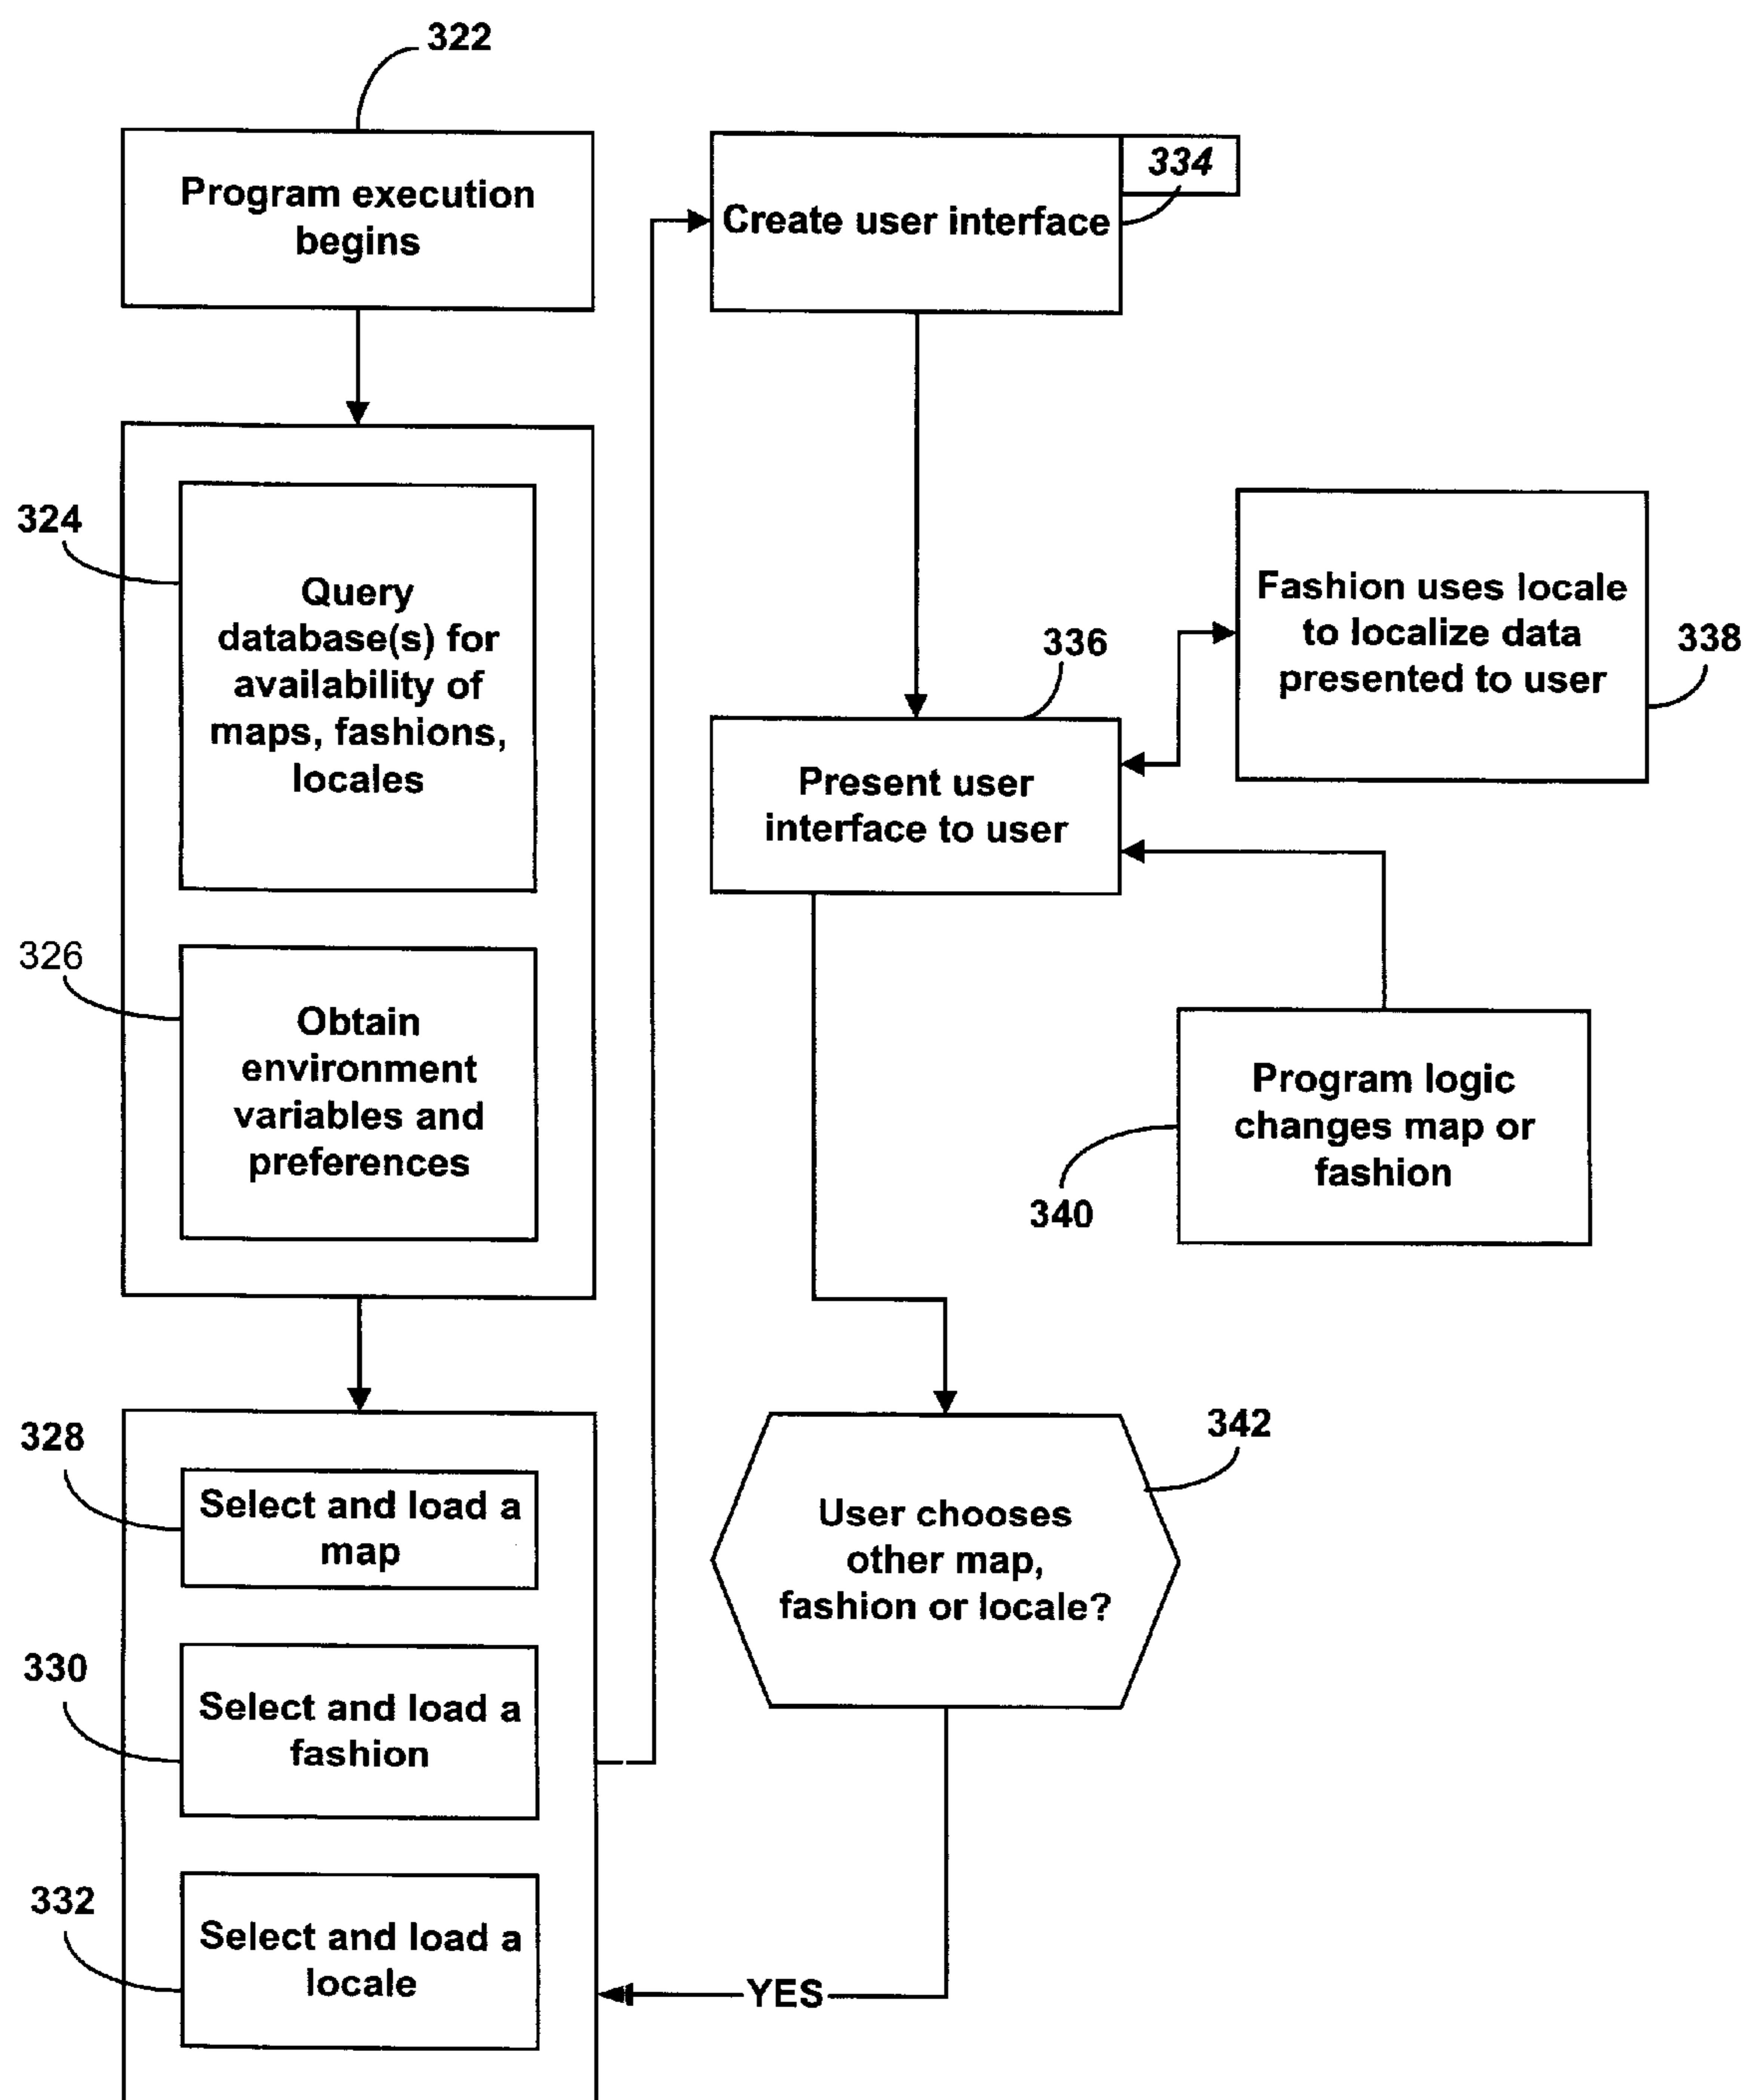 322
Program execution
begins
324
Query
database(s) for
availability of
maps, fashions,
locales
326
Obtain
environment
variables and
preferences
328
Select and load a
map
330
Select and load a
fashion
332
Select and load a
locale
334
Create user interface
336
Present user
interface to user
Fashion uses locale
to localize data
presented to user
338
Program logic
changes map or
fashion
340
342
User chooses
other map,
fashion or locale?
YES